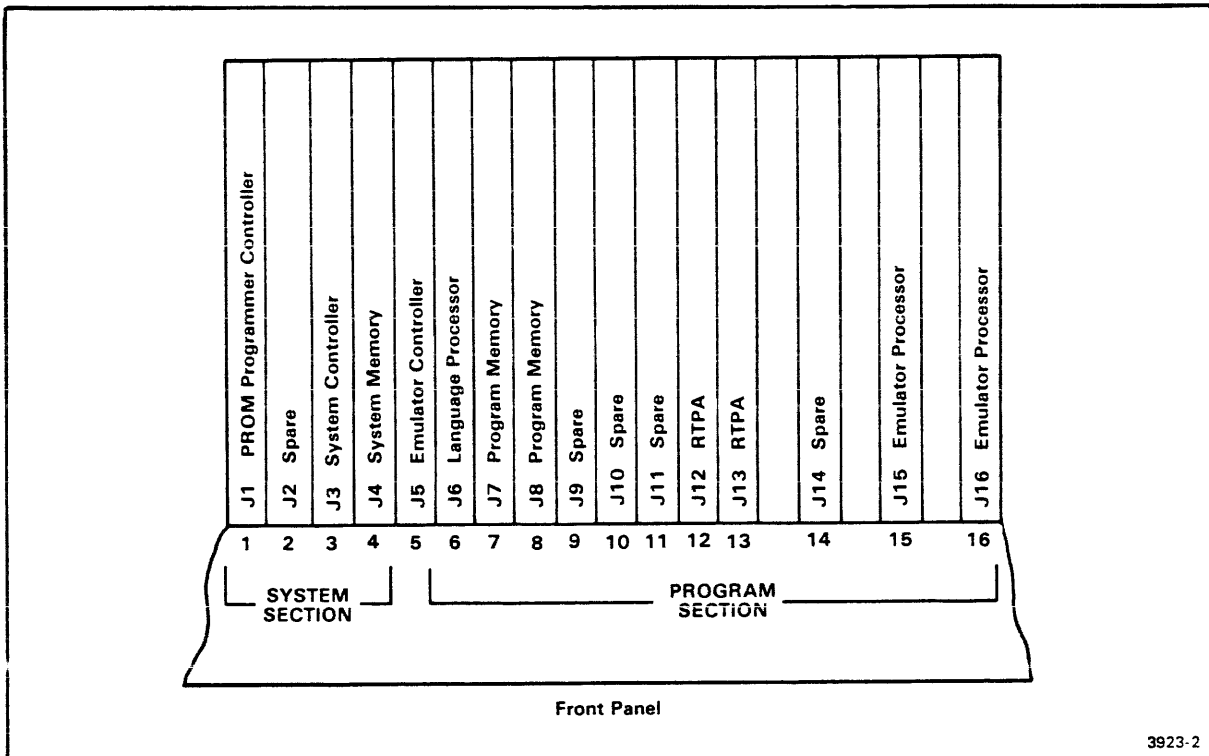 J1 PROM Programmer Controller
J2 Spare
J3 System Controller
J4 System Memory
J5 Emulator Controller
J6 Language Processor
J7 Program Memory
J8 Program Memory
J9 Spare
J10 Spare
J11 Spare
J12 RTPA
J13 RTPA
J14 Spare
J15 Emulator Processor
J16 Emulator Processor
1 2 3 4 5 6 7 8 9 10 11 12 13 14 15 16
SYSTEM
SECTION
PROGRAM
SECTION
Front Panel
3923-2